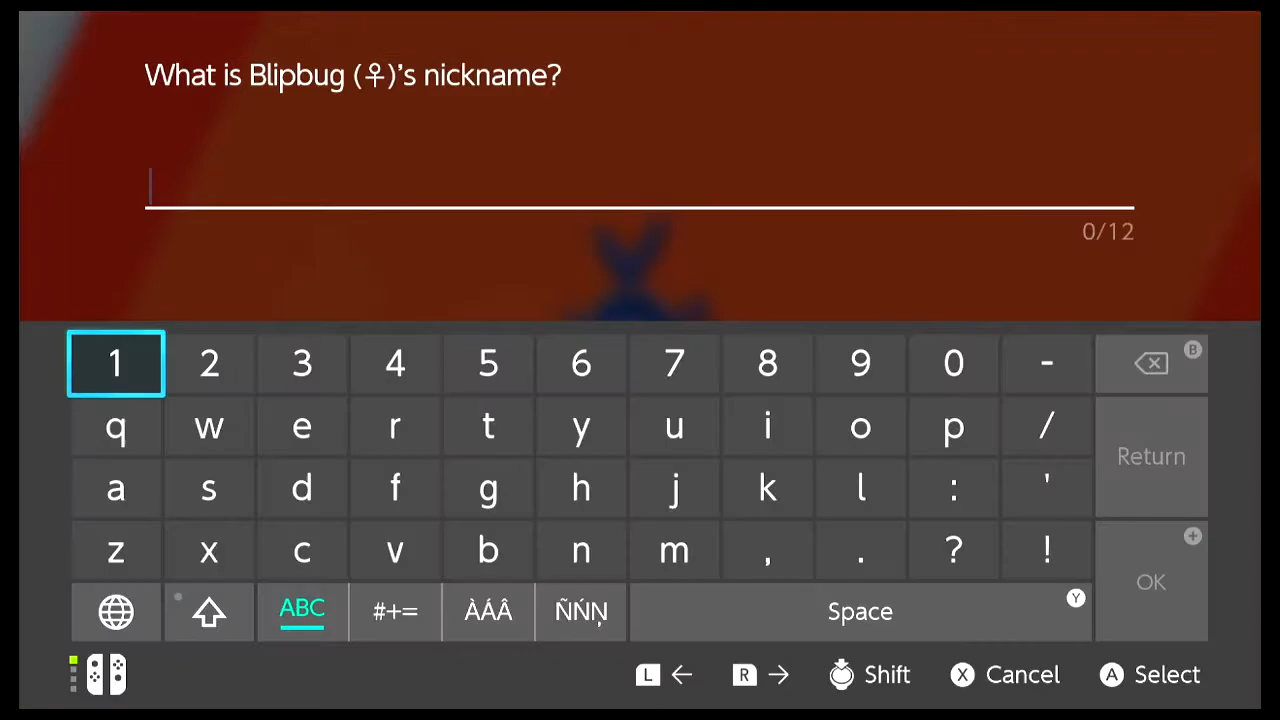 What is Blipbug (♀)'s nickname?
0/12
1 2 3 4 5 6 7 8 9 0 - B
q w e r t y u i o p /
Return
a s d f g h j k l : '
z x c v b n m , . ? ! +
OK
ABC #+= ÀÁÂ ÑŃŅ Space Y
L ← R → Shift X Cancel A Select